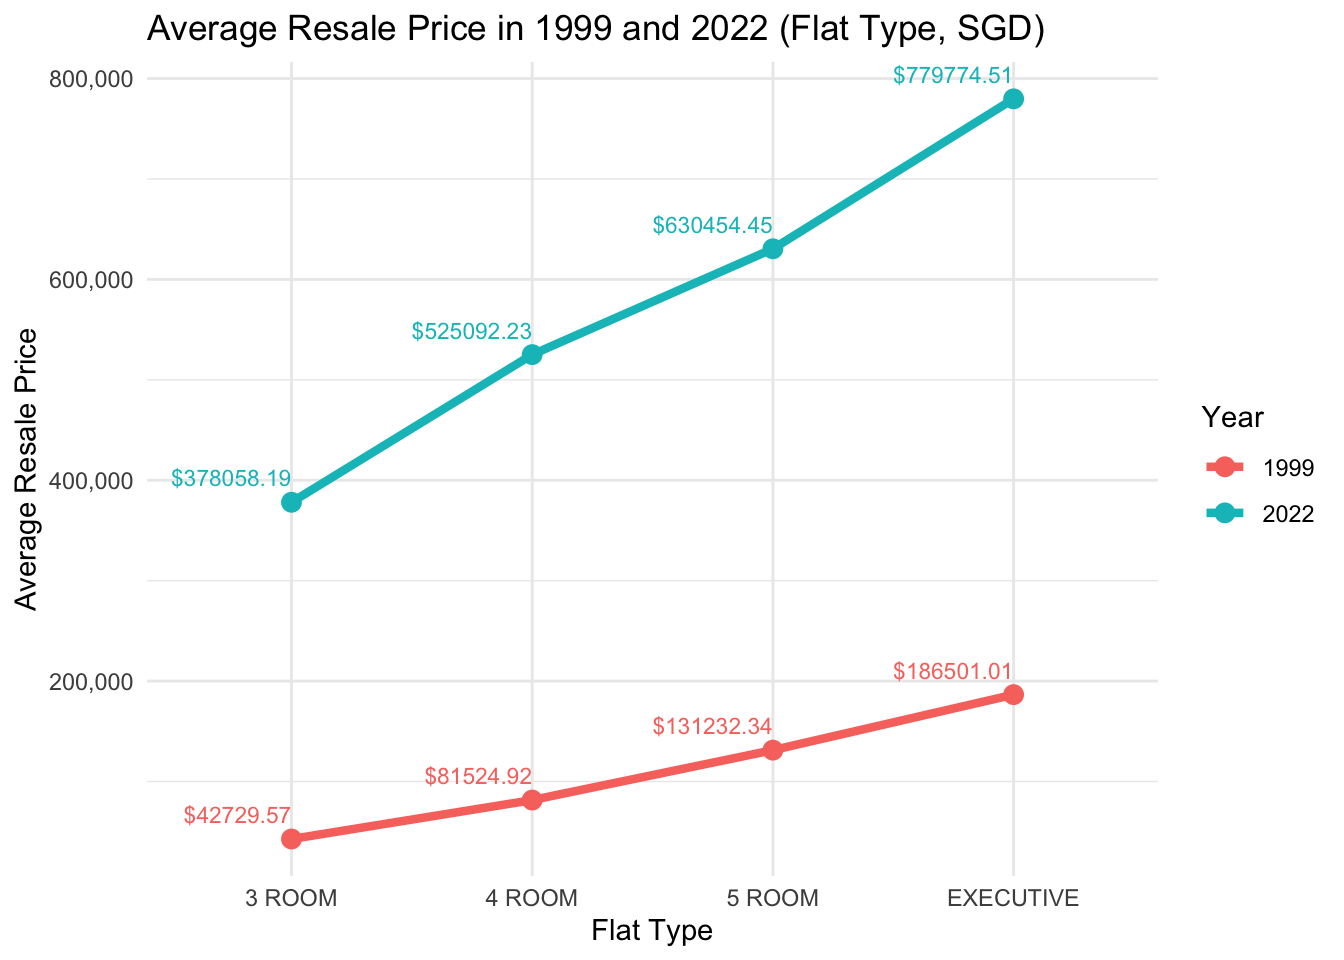 Average Resale Price in 1999 and 2022 (Flat Type, SGD)
800,000
600,000
400,000
200,000
Average Resale Price
$779774.51
$630454.45
$525092.23
$378058.19
$186501.01
$131232.34
$81524.92
$42729.57
3 ROOM
4 ROOM
5 ROOM
EXECUTIVE
Flat Type
Year
1999
2022